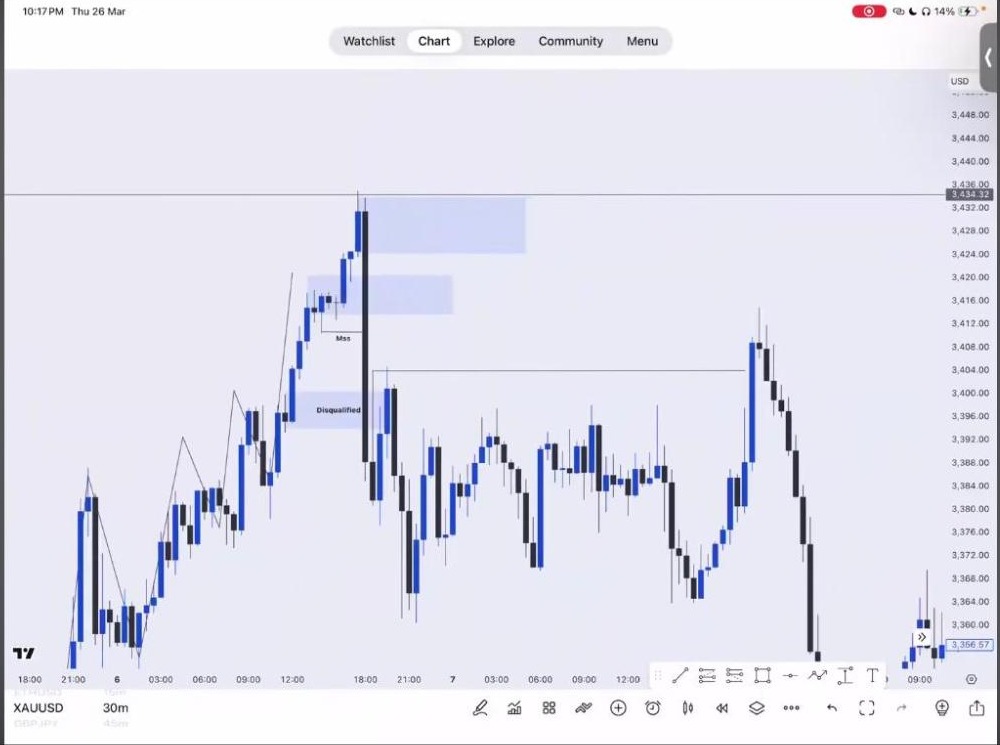 10:17 PM Thu 26 Mar
14%
Watchlist Chart Explore Community Menu
USD
3,448.00
3,444.00
3,440.00
3,436.00
3,434.32
3,432.00
3,428.00
3,424.00
3,420.00
3,416.00
3,412.00
3,408.00
3,404.00
3,400.00
3,396.00
3,392.00
3,388.00
3,384.00
3,380.00
3,376.00
3,372.00
3,368.00
3,364.00
3,360.00
3,356.57
Mss
Disqualified
18:00 21:00 6 03:00 06:00 09:00 12:00 18:00 21:00 7 03:00 06:00 09:00 12:00 09:00
ETHUSD 15m
XAUUSD 30m
GBPJPY 45m